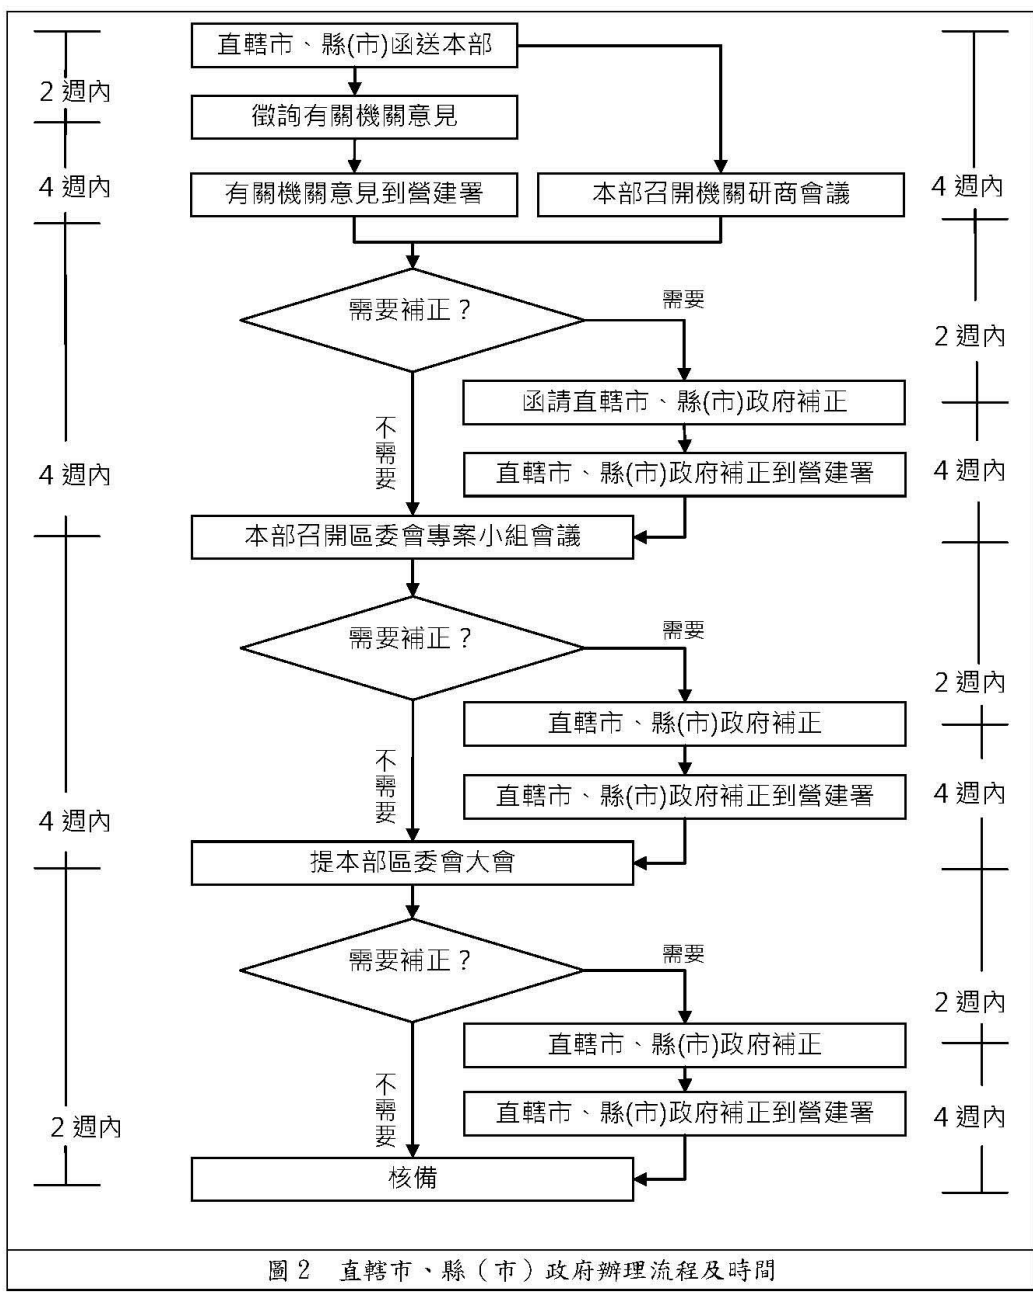 直轄市、縣(市)函送本部
2 週內
徵詢有關機關意見
4 週內
有關機關意見到營建署
本部召開機關研商會議
4 週內
需要補正？
需要
2 週內
函請直轄市、縣(市)政府補正
不需要
4 週內
直轄市、縣(市)政府補正到營建署
4 週內
本部召開區委會專案小組會議
需要補正？
需要
2 週內
直轄市、縣(市)政府補正
不需要
直轄市、縣(市)政府補正到營建署
4 週內
4 週內
提本部區委會大會
需要補正？
需要
2 週內
直轄市、縣(市)政府補正
不需要
直轄市、縣(市)政府補正到營建署
4 週內
2 週內
核備
圖 2 直轄市、縣（市）政府辦理流程及時間